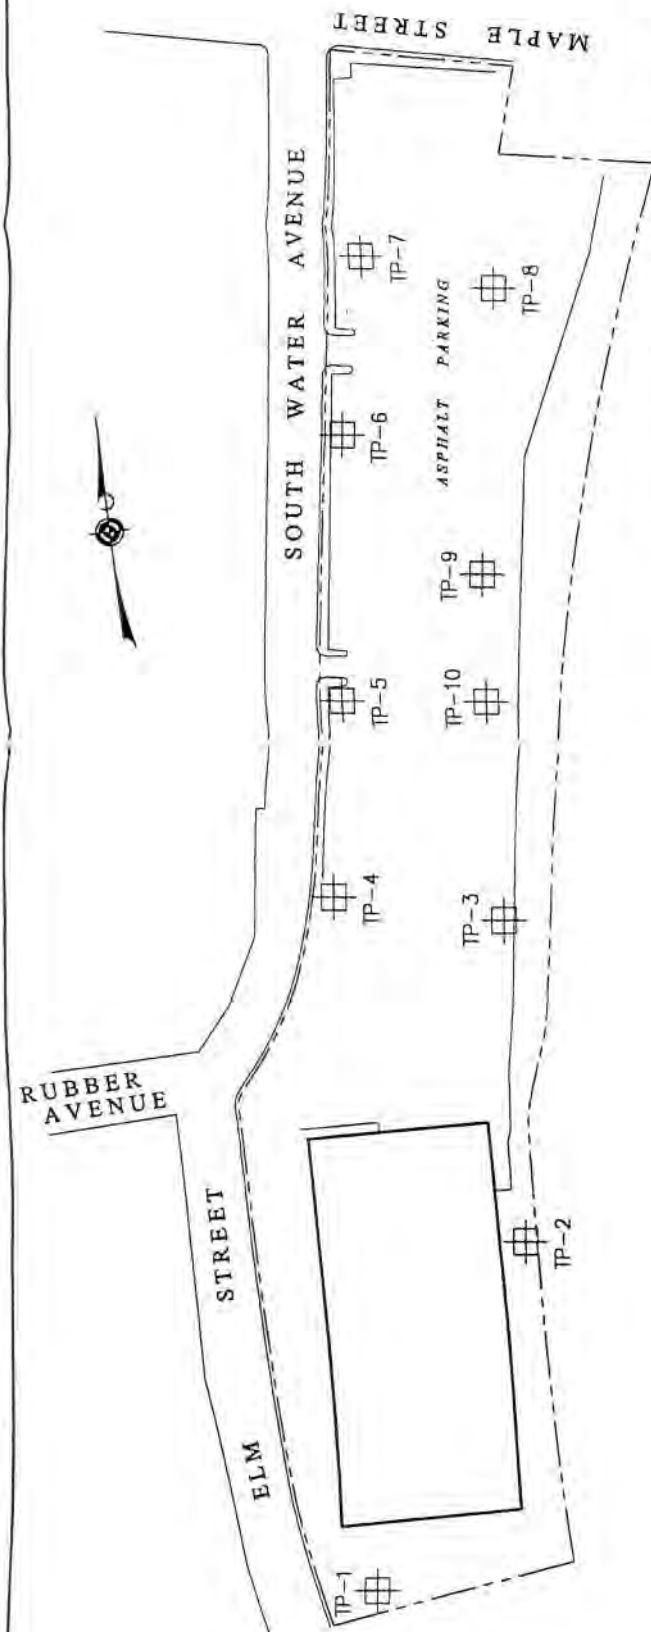 MAPLE STREET
SOUTH WATER AVENUE
TP-7
TP-8
ASPHALT PARKING
TP-6
TP-9
TP-5
TP-10
TP-4
TP-3
RUBBER
AVENUE
ELM STREET
TP-2
TP-1